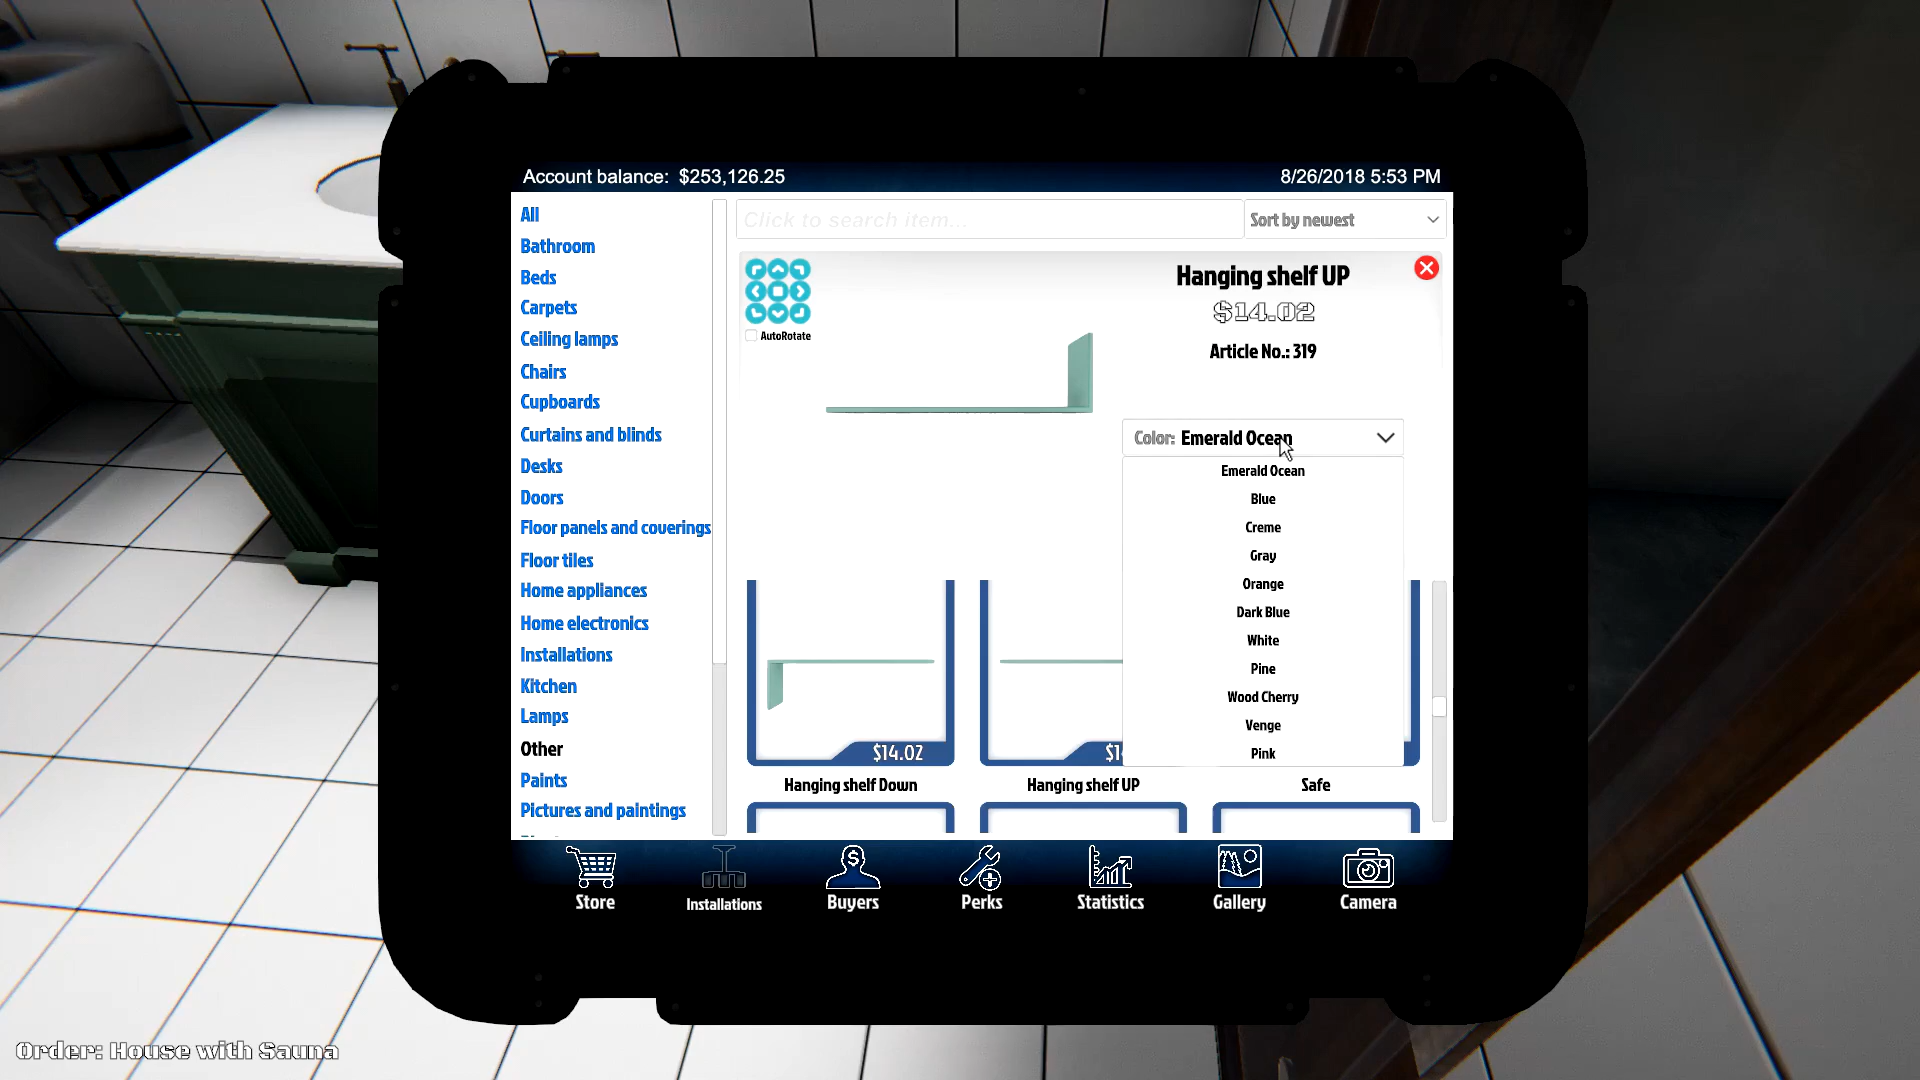 Account balance: $253,126.25
8/26/2018 5:53 PM
All
Bathroom
Beds
Carpets
Ceiling lamps
Chairs
Cupboards
Curtains and blinds
Desks
Doors
Floor panels and coverings
Floor tiles
Home appliances
Home electronics
Installations
Kitchen
Lamps
Other
Paints
Pictures and paintings
Click to search item...
Sort by newest
AutoRotate
Hanging shelf UP
$14.02
Article No.: 319
Color: Emerald Ocean
Emerald Ocean
Blue
Creme
Gray
Orange
Dark Blue
White
Pine
Wood Cherry
Venge
Pink
$14.02
Hanging shelf Down
Hanging shelf UP
Safe
Store
Installations
Buyers
Perks
Statistics
Gallery
Camera
Order: House with Sauna